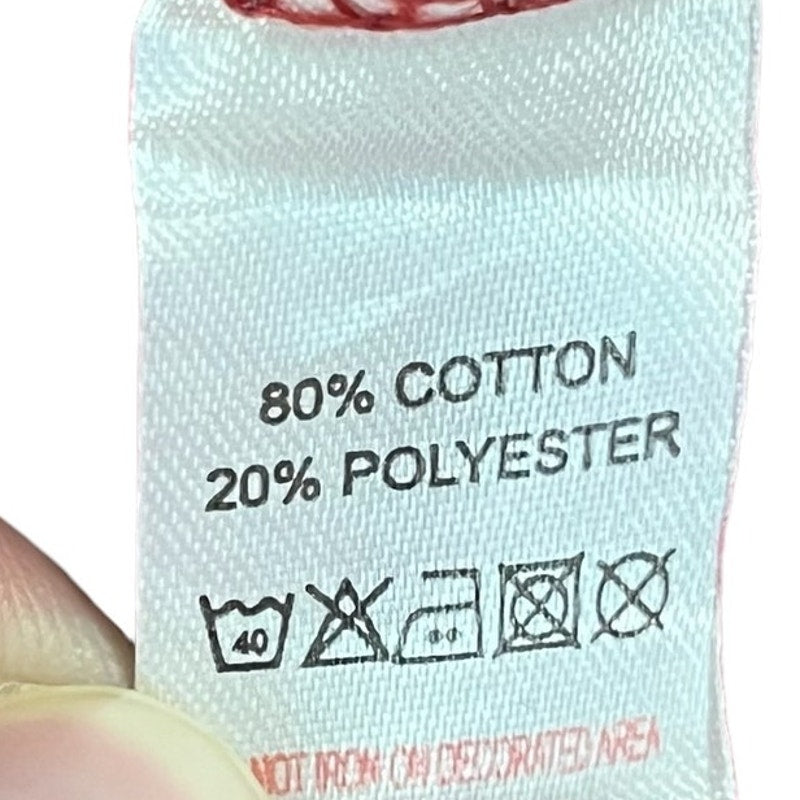 80% COTTON
20% POLYESTER
40
NOT IRON ON DECORATED AREA